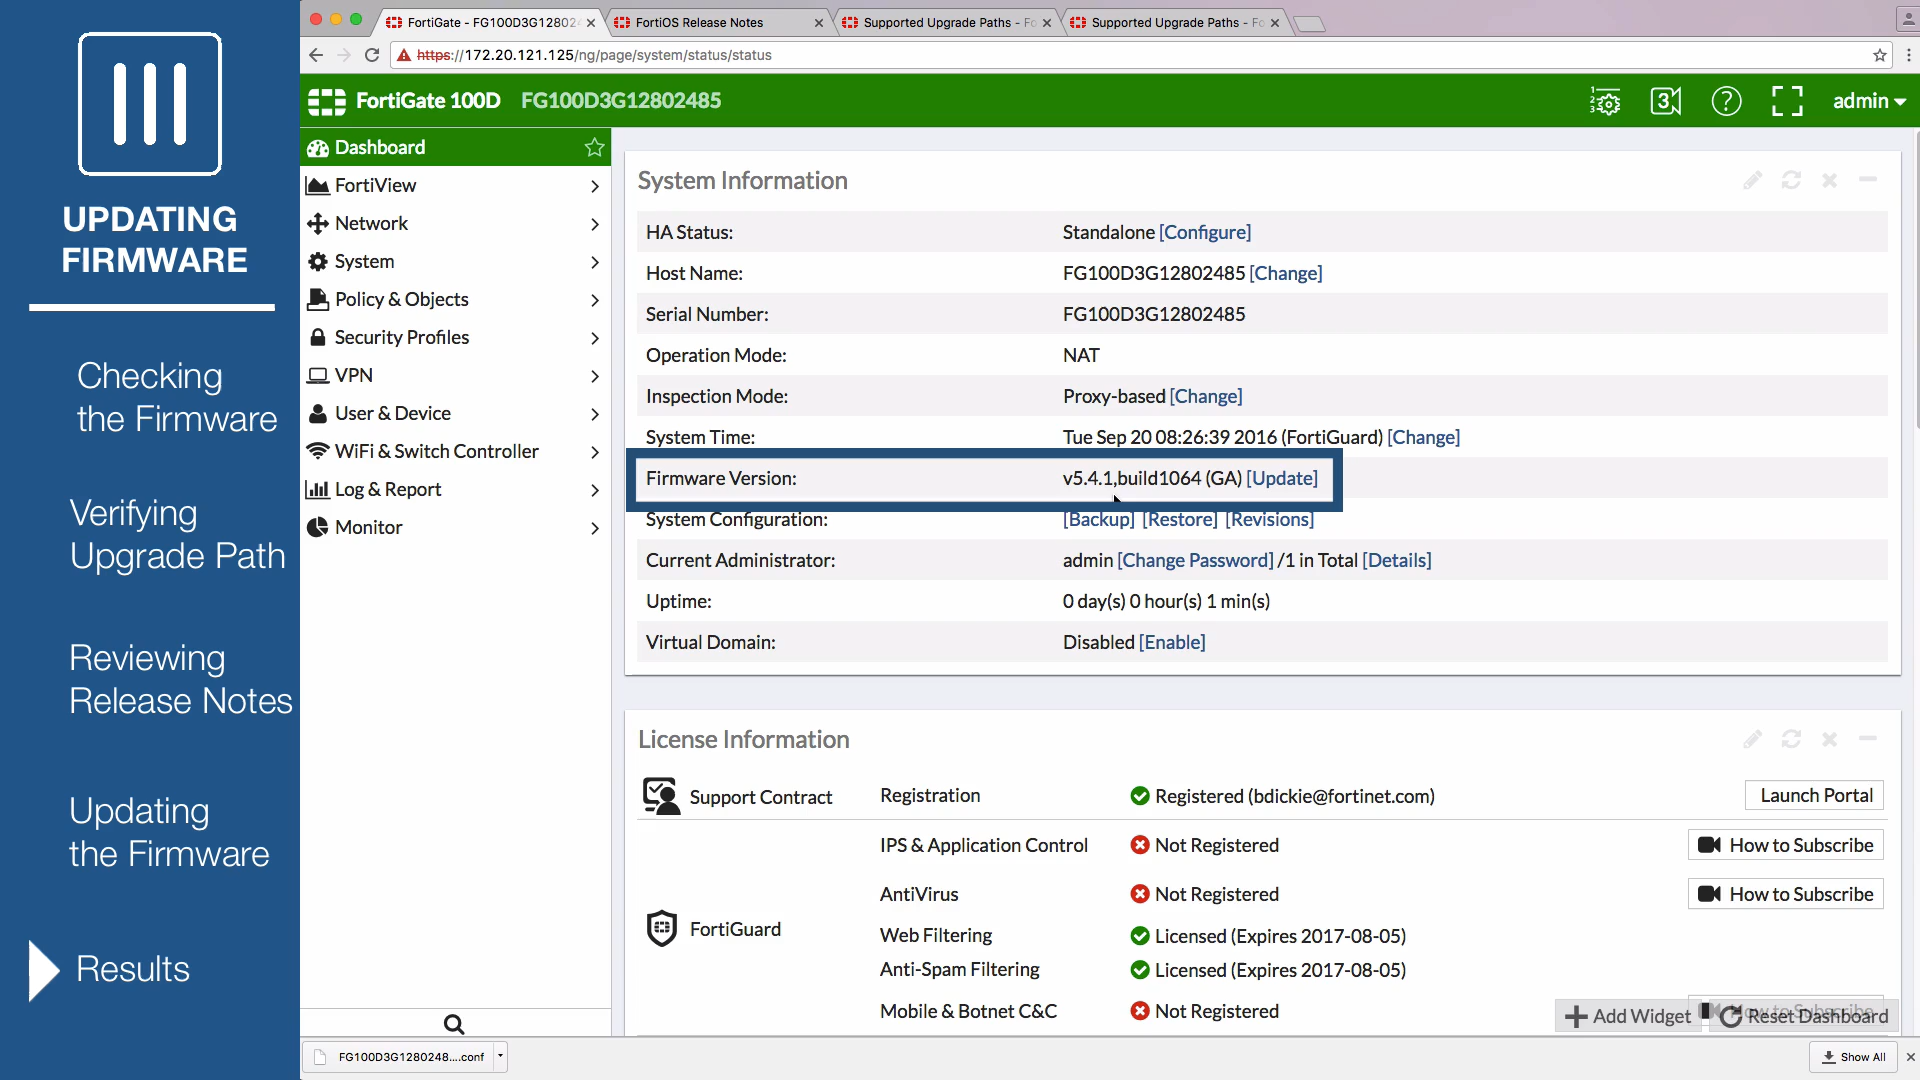 UPDATING
FIRMWARE
Checking
the Firmware
Verifying
Upgrade Path
Reviewing
Release Notes
Updating
the Firmware
Results
FortiGate - FG100D3G12802
FortiOS Release Notes
Supported Upgrade Paths - Fo
Supported Upgrade Paths - Fo
https://172.20.121.125/ng/page/system/status/status
FortiGate 100D FG100D3G12802485
admin
Dashboard
FortiView
Network
System
Policy & Objects
Security Profiles
VPN
User & Device
WiFi & Switch Controller
Log & Report
Monitor
System Information
HA Status: Standalone [Configure]
Host Name: FG100D3G12802485 [Change]
Serial Number: FG100D3G12802485
Operation Mode: NAT
Inspection Mode: Proxy-based [Change]
System Time: Tue Sep 20 08:26:39 2016 (FortiGuard) [Change]
Firmware Version: v5.4.1,build1064 (GA) [Update]
System Configuration: [Backup] [Restore] [Revisions]
Current Administrator: admin [Change Password] /1 in Total [Details]
Uptime: 0 day(s) 0 hour(s) 1 min(s)
Virtual Domain: Disabled [Enable]
License Information
Support Contract Registration Registered (bdickie@fortinet.com) Launch Portal
IPS & Application Control Not Registered How to Subscribe
AntiVirus Not Registered How to Subscribe
FortiGuard
Web Filtering Licensed (Expires 2017-08-05)
Anti-Spam Filtering Licensed (Expires 2017-08-05)
Mobile & Botnet C&C Not Registered How to Subscribe
Add Widget Reset Dashboard
FG100D3G1280248....conf
Show All